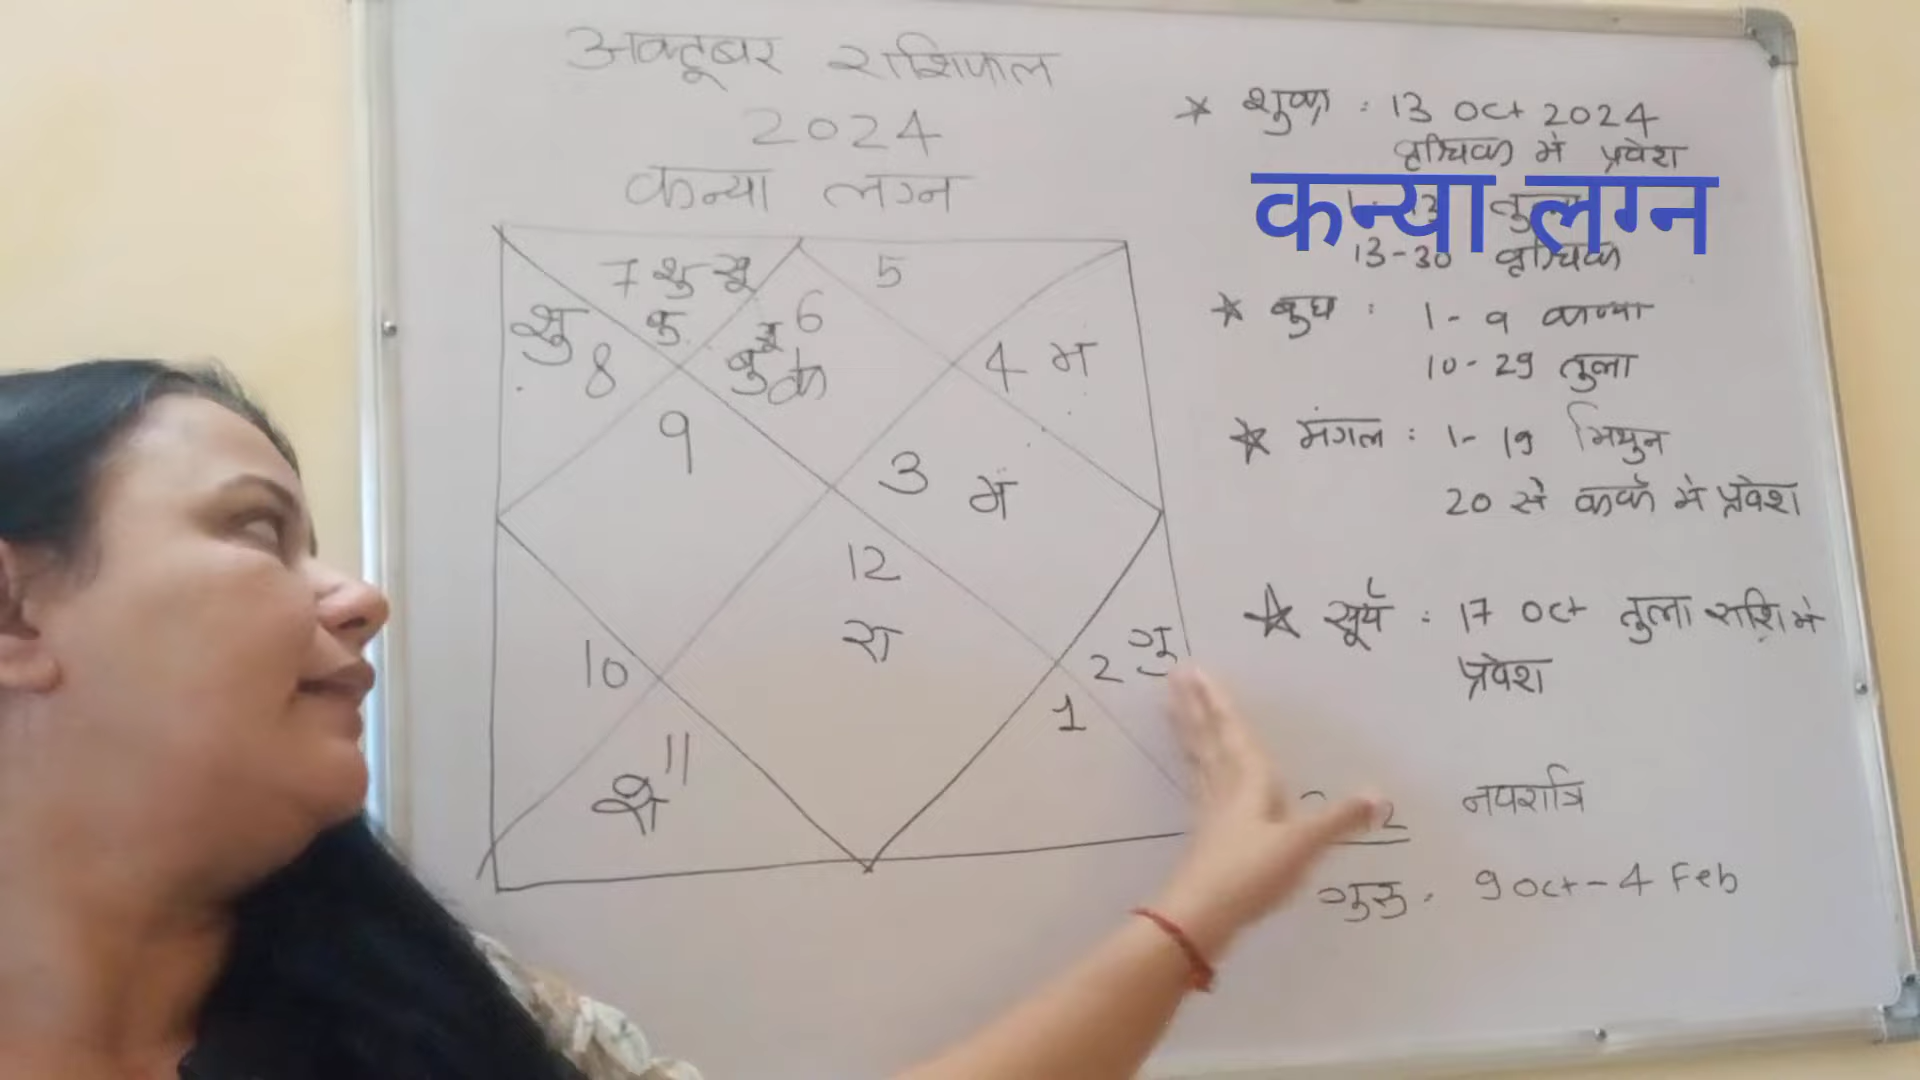 अक्टूबर राशिफल
2024
कन्या लग्न
7 शु सू
बु
5
6
सू
बु के
शु
8
4 म
9
3 म
12
रा
10
2 गु
1
11
श
★ शुक्र : 13 Oct 2024
वृश्चिक में प्रवेश
कन्या लग्न
तुला
13-30 वृश्चिक
★ बुध : 1-9 कन्या
10-29 तुला
★ मंगल : 1-19 मिथुन
20 से कर्क में प्रवेश
★ सूर्य : 17 Oct तुला राशि में
प्रवेश
नवरात्रि
गुरु. 9 Oct-4 Feb